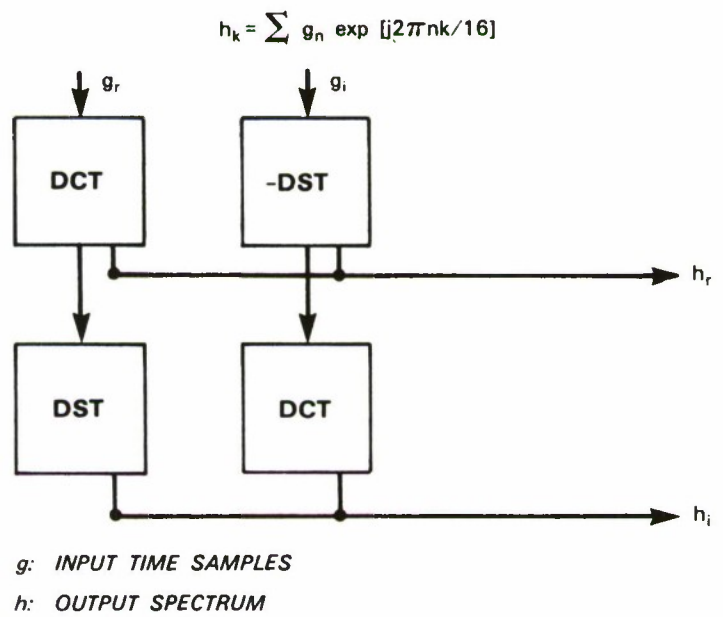 hₖ = ∑ gₙ exp [j2πnk/16]
gᵣ
gᵢ
DCT
-DST
hᵣ
DST
DCT
hᵢ
g: INPUT TIME SAMPLES
h: OUTPUT SPECTRUM